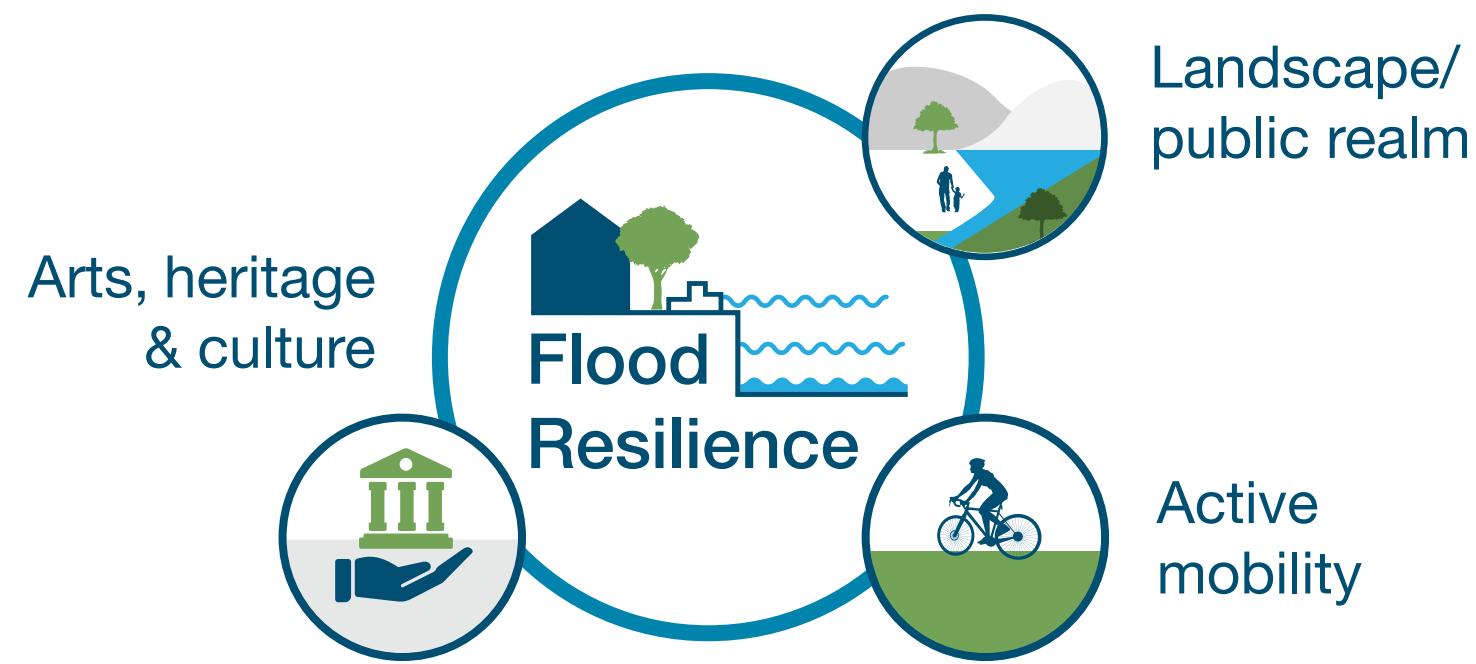 Landscape/
public realm
Arts, heritage
& culture
Flood
Resilience
Active
mobility